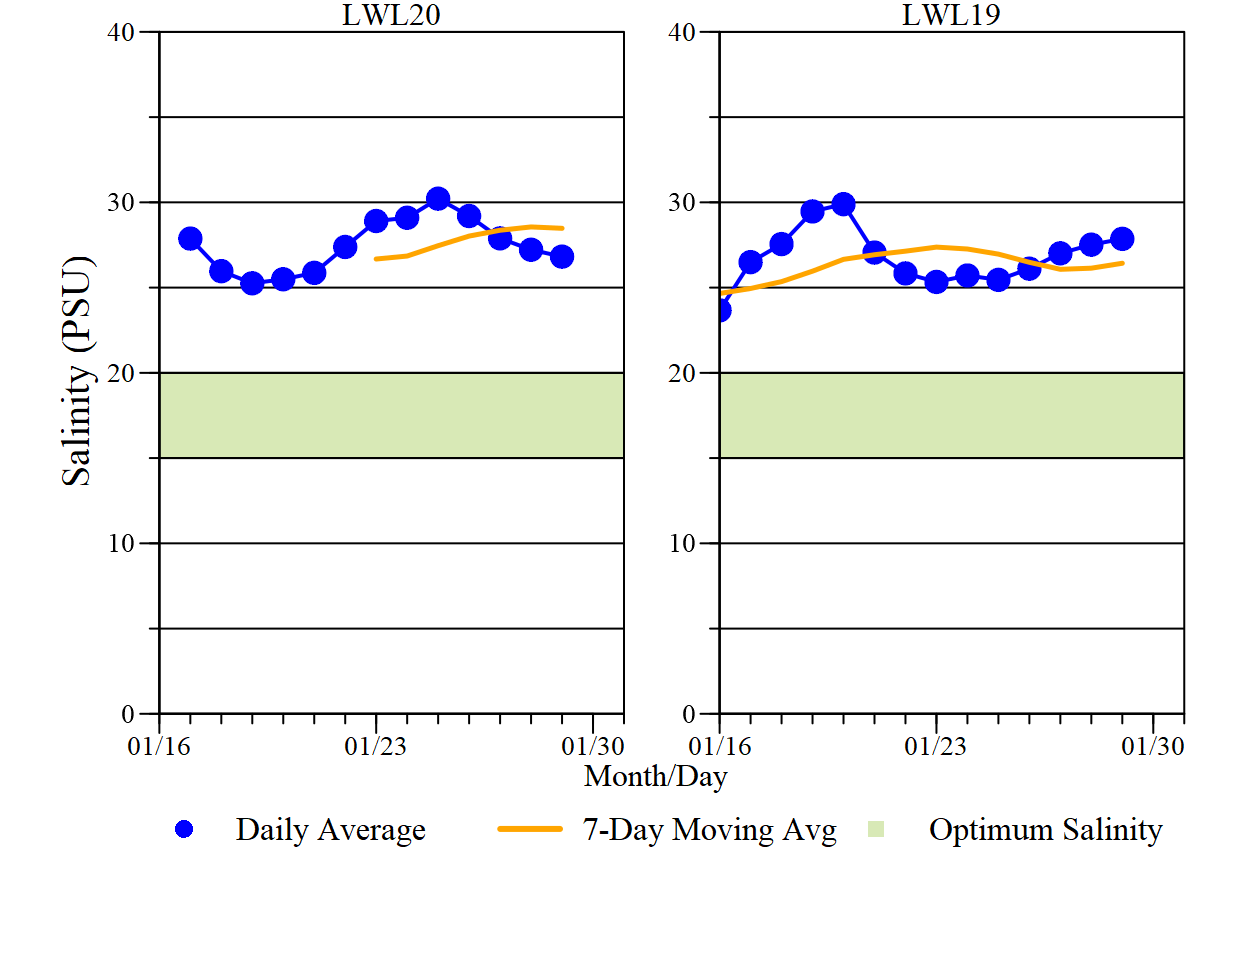 LWL20
LWL19
40
30
20
10
0
40
30
20
10
0
Salinity (PSU)
01/16
01/23
01/30
01/16
01/23
01/30
Month/Day
Daily Average
7-Day Moving Avg
Optimum Salinity